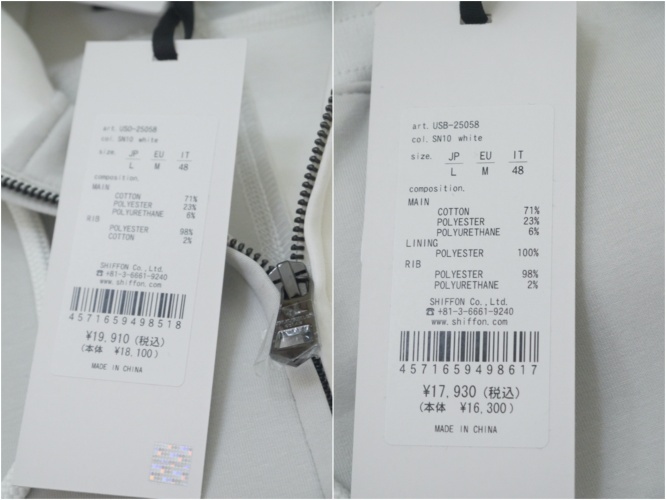 art. USD-25058
col. SN10 white
size. JP EU IT
L M 48
composition.
MAIN
COTTON 71%
POLYESTER 23%
POLYURETHANE 6%
RIB
POLYESTER 98%
COTTON 2%
SHIFFON Co.,Ltd.
☎ +81-3-6661-9240
www.shiffon.com
4571659498518
¥19,910 (税込)
(本体 ¥18,100)
MADE IN CHINA
art. USB-25058
col. SN10 white
size. JP EU IT
L M 48
composition.
MAIN
COTTON 71%
POLYESTER 23%
POLYURETHANE 6%
LINING
POLYESTER 100%
RIB
POLYESTER 98%
POLYURETHANE 2%
SHIFFON Co.,Ltd.
☎ +81-3-6661-9240
www.shiffon.com
4571659498617
¥17,930 (税込)
(本体 ¥16,300)
MADE IN CHINA